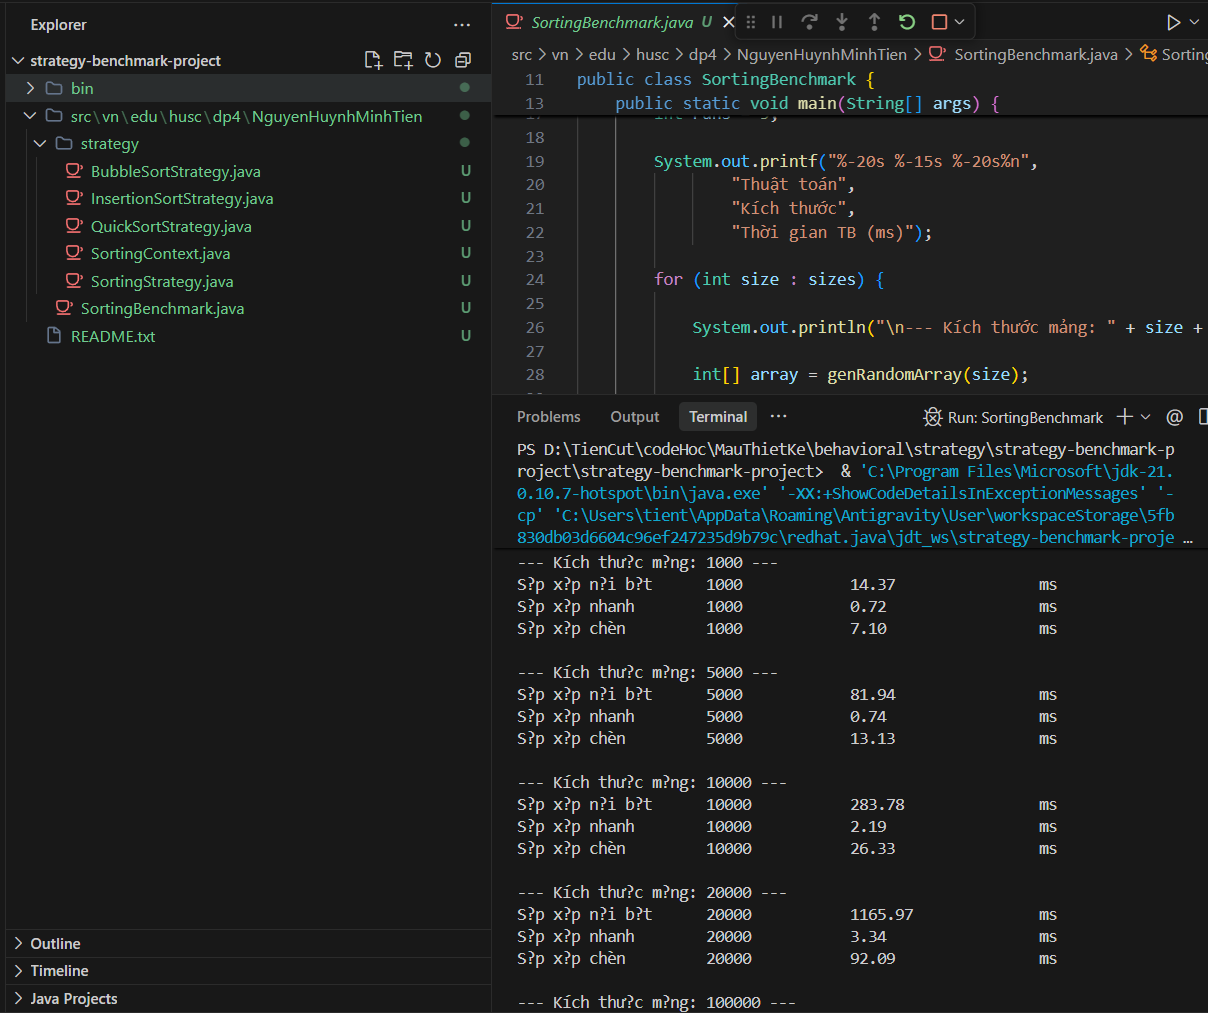 Explorer
strategy-benchmark-project
bin
src\vn\edu\husc\dp4\NguyenHuynhMinhTien
strategy
BubbleSortStrategy.java U
InsertionSortStrategy.java U
QuickSortStrategy.java U
SortingContext.java U
SortingStrategy.java U
SortingBenchmark.java U
README.txt U
Outline
Timeline
Java Projects
SortingBenchmark.java U
src > vn > edu > husc > dp4 > NguyenHuynhMinhTien > SortingBenchmark.java > Sorting
11 public class SortingBenchmark {
13 public static void main(String[] args) {
18
19 System.out.printf("%-20s %-15s %-20s%n",
20 "Thuật toán",
21 "Kích thước",
22 "Thời gian TB (ms)");
23
24 for (int size : sizes) {
25
26 System.out.println("\n--- Kích thước mảng: " + size +
27
28 int[] array = genRandomArray(size);
Problems Output Terminal ··· Run: SortingBenchmark
PS D:\TienCut\codeHoc\MauThietKe\behavioral\strategy\strategy-benchmark-p
roject\strategy-benchmark-project> & 'C:\Program Files\Microsoft\jdk-21.
0.10.7-hotspot\bin\java.exe' '-XX:+ShowCodeDetailsInExceptionMessages' '-
cp' 'C:\Users\tient\AppData\Roaming\Antigravity\User\workspaceStorage\5fb
830db03d6604c96ef247235d9b79c\redhat.java\jdt_ws\strategy-benchmark-proje ...
--- Kích thư?c m?ng: 1000 ---
S?p x?p n?i b?t 1000 14.37 ms
S?p x?p nhanh 1000 0.72 ms
S?p x?p chèn 1000 7.10 ms
--- Kích thư?c m?ng: 5000 ---
S?p x?p n?i b?t 5000 81.94 ms
S?p x?p nhanh 5000 0.74 ms
S?p x?p chèn 5000 13.13 ms
--- Kích thư?c m?ng: 10000 ---
S?p x?p n?i b?t 10000 283.78 ms
S?p x?p nhanh 10000 2.19 ms
S?p x?p chèn 10000 26.33 ms
--- Kích thư?c m?ng: 20000 ---
S?p x?p n?i b?t 20000 1165.97 ms
S?p x?p nhanh 20000 3.34 ms
S?p x?p chèn 20000 92.09 ms
--- Kích thư?c m?ng: 100000 ---